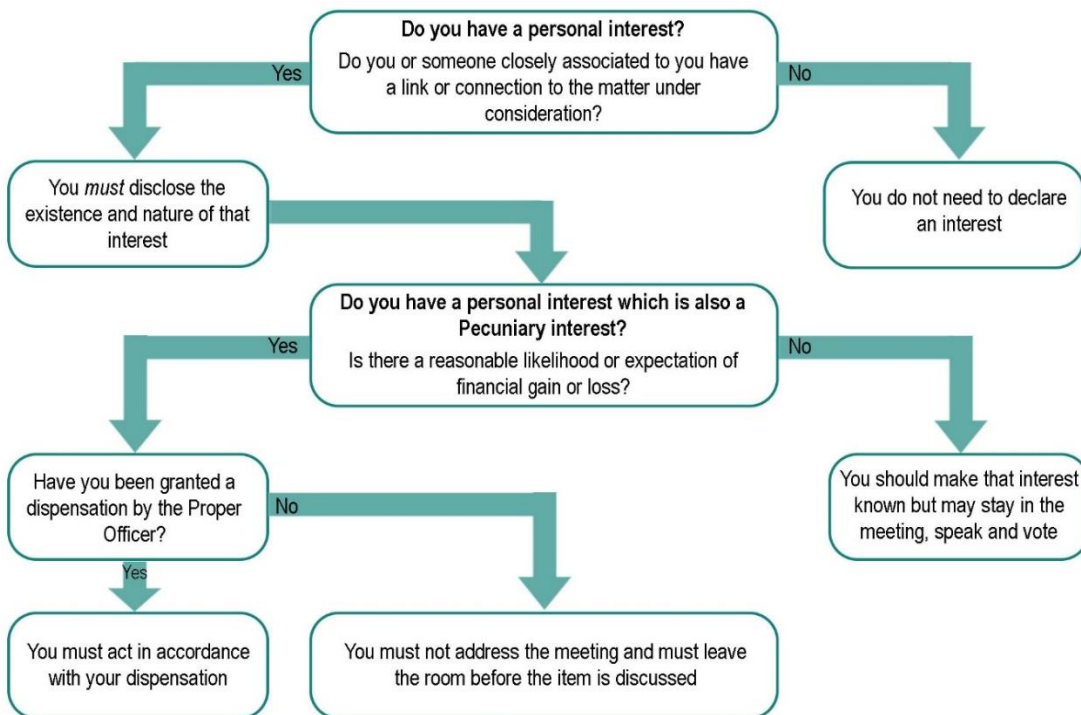 Do you have a personal interest?
Do you or someone closely associated to you have
a link or connection to the matter under
consideration?
Yes
No
You must disclose the
existence and nature of that
interest
You do not need to declare
an interest
Do you have a personal interest which is also a
Pecuniary interest?
Is there a reasonable likelihood or expectation of
financial gain or loss?
Yes
No
Have you been granted a
dispensation by the Proper
Officer?
No
You should make that interest
known but may stay in the
meeting, speak and vote
Yes
You must act in accordance
with your dispensation
You must not address the meeting and must leave
the room before the item is discussed